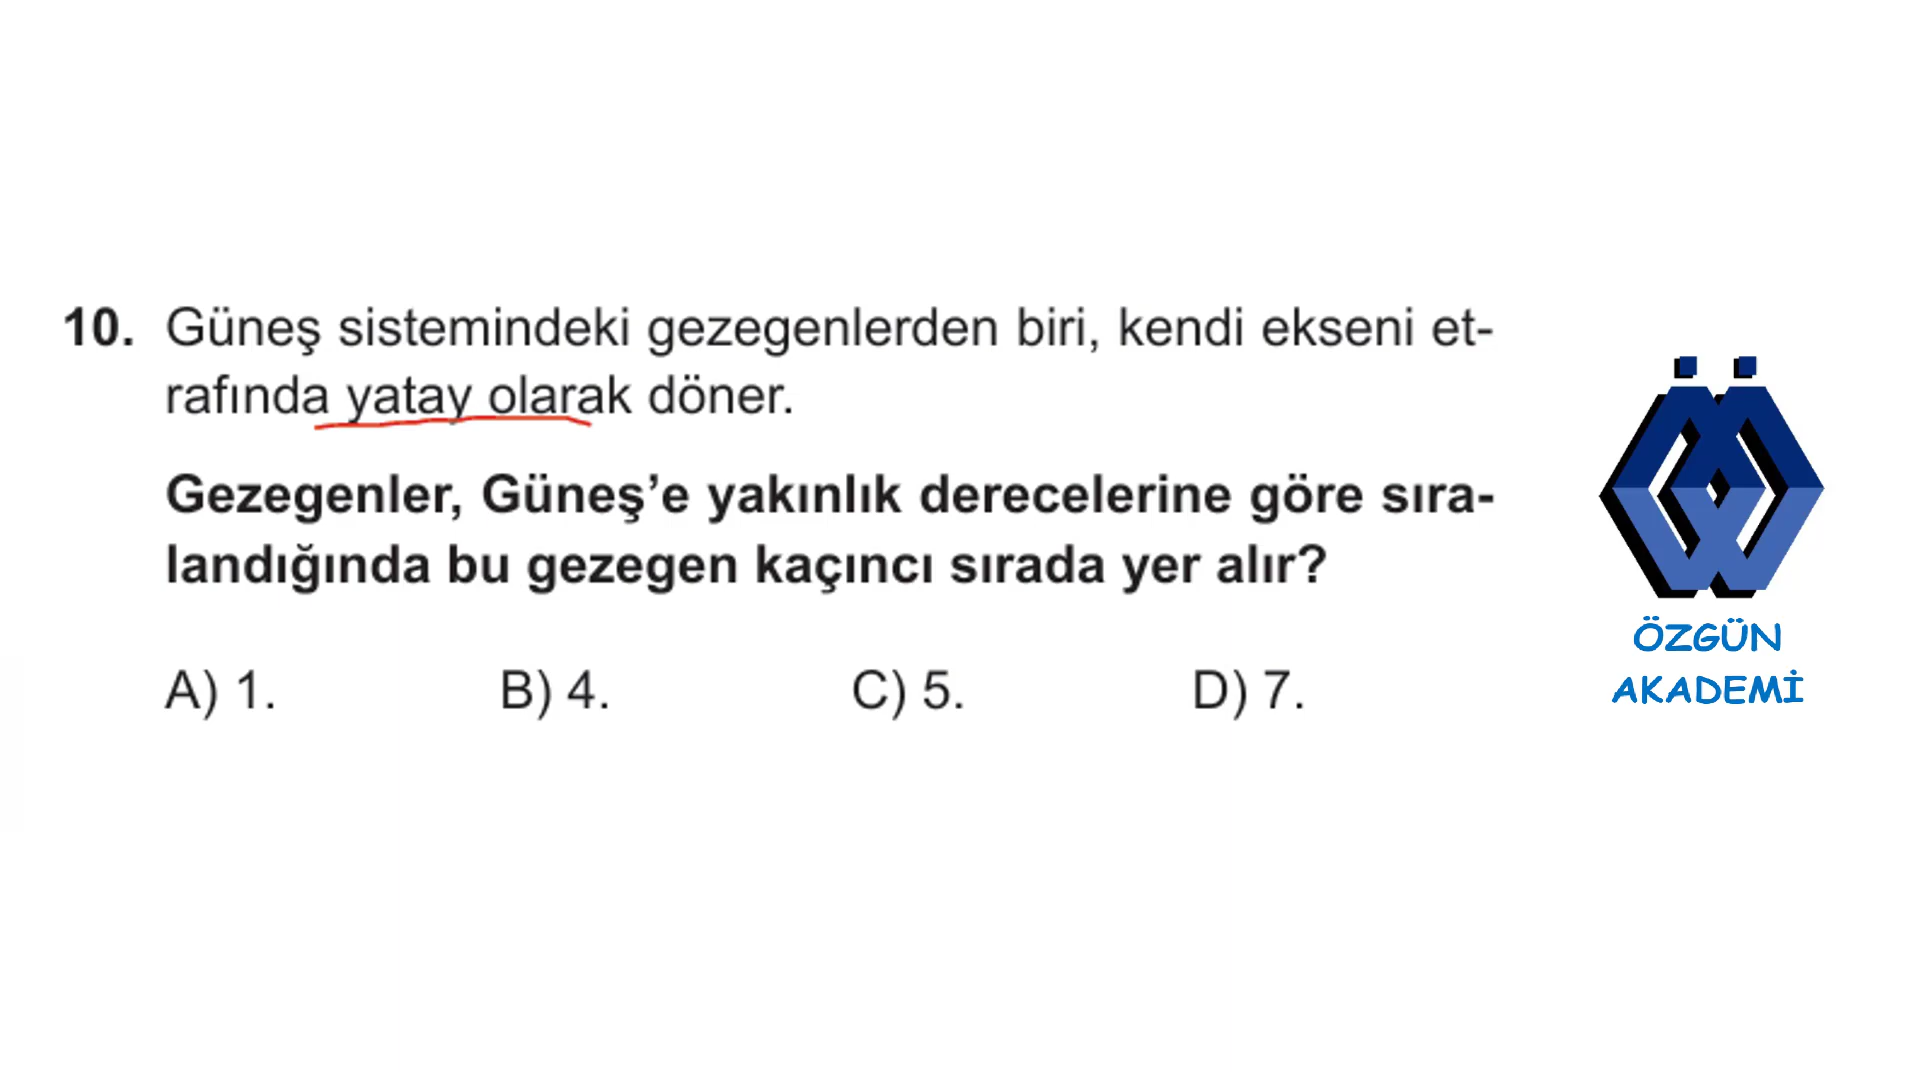 10. Güneş sistemindeki gezegenlerden biri, kendi ekseni et-
rafında yatay olarak döner.
Gezegenler, Güneş’e yakınlık derecelerine göre sıra-
landığında bu gezegen kaçıncı sırada yer alır?
A) 1. B) 4. C) 5. D) 7.
ÖZGÜN
AKADEMİ